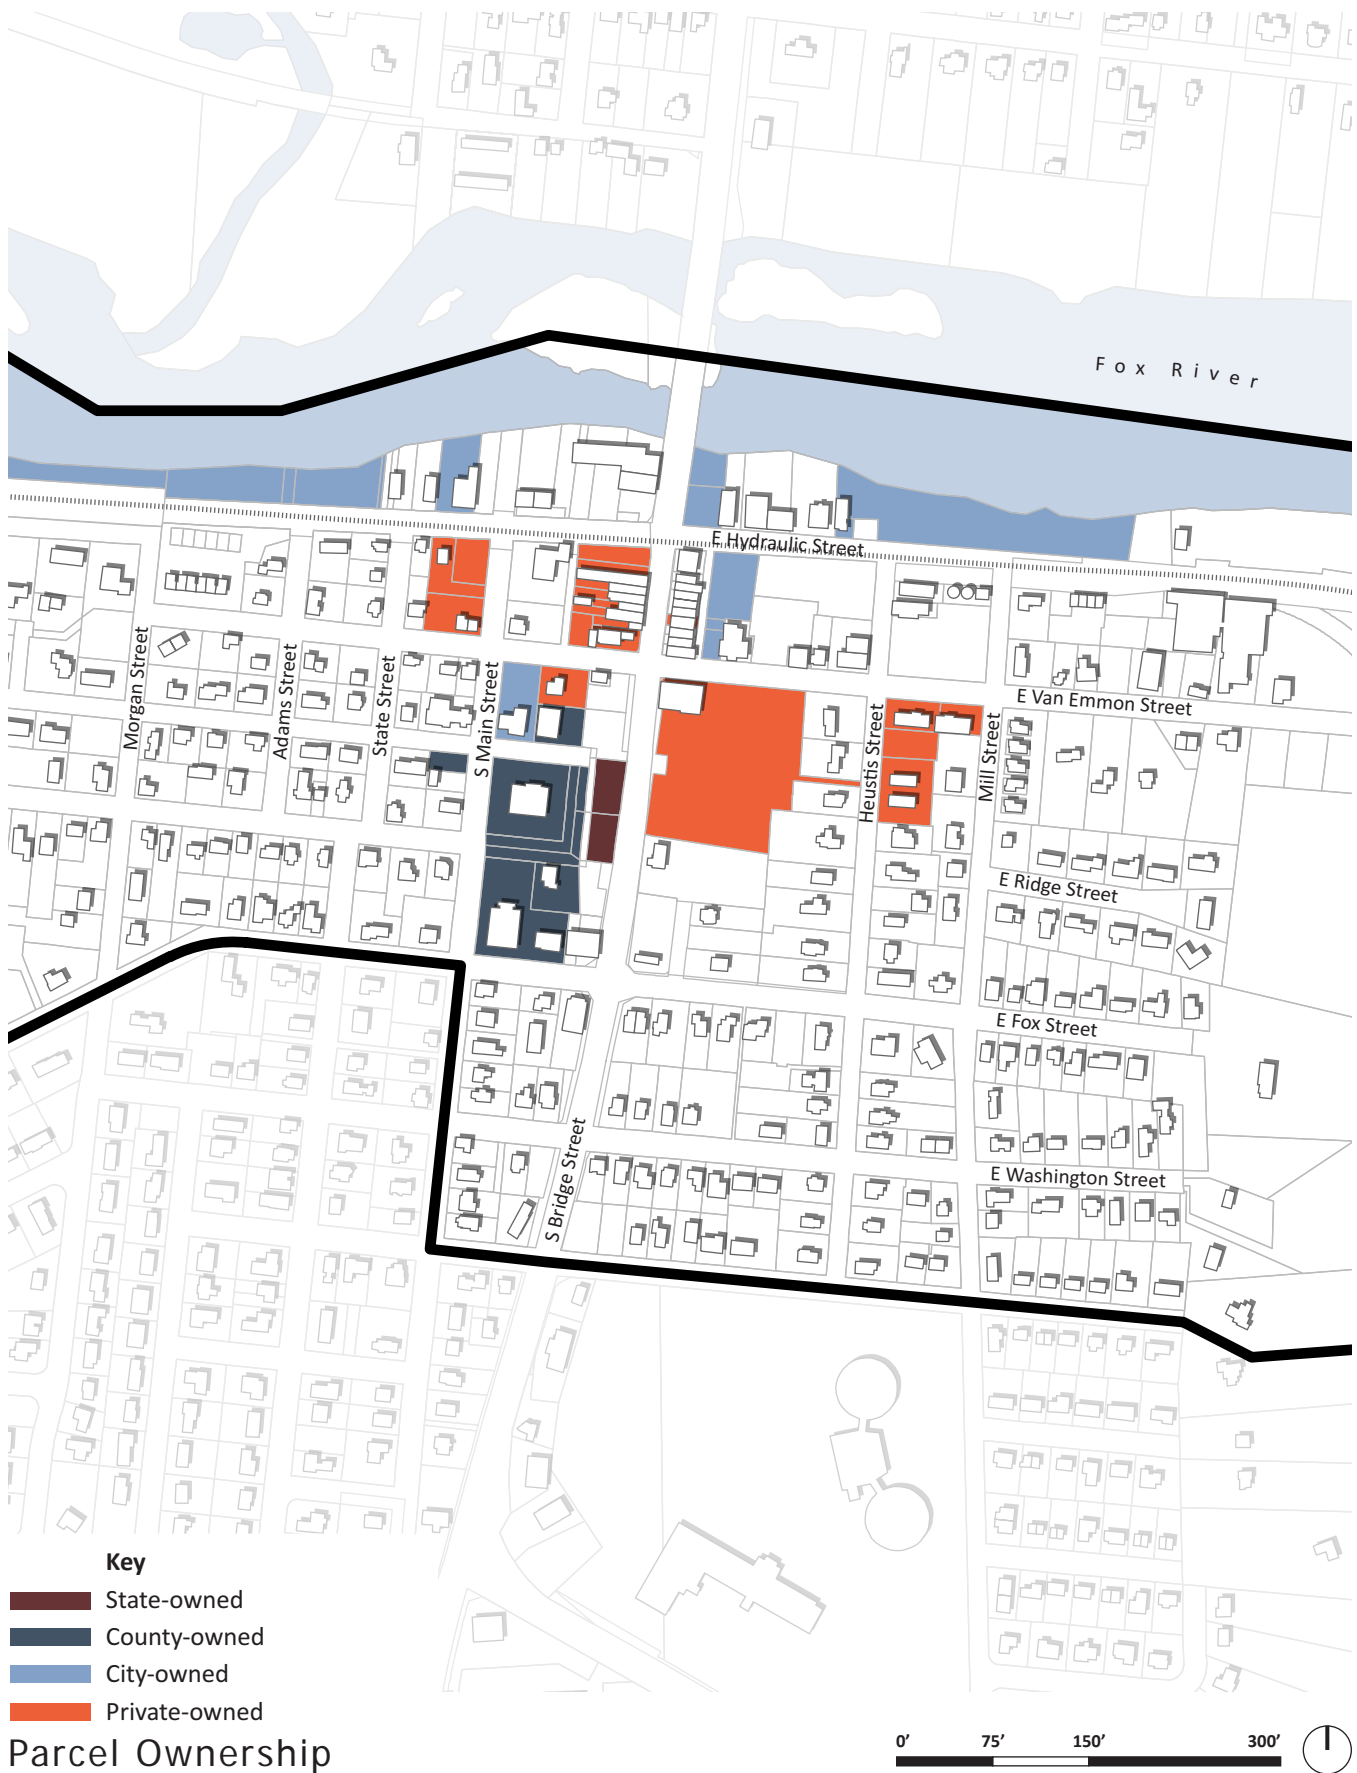 Fox River
E Hydraulic Street
E Van Emmon Street
Morgan Street
Adams Street
State Street
S Main Street
Heustis Street
Mill Street
E Ridge Street
E Fox Street
S Bridge Street
E Washington Street
Key
State-owned
County-owned
City-owned
Private-owned
Parcel Ownership
0' 75' 150' 300'